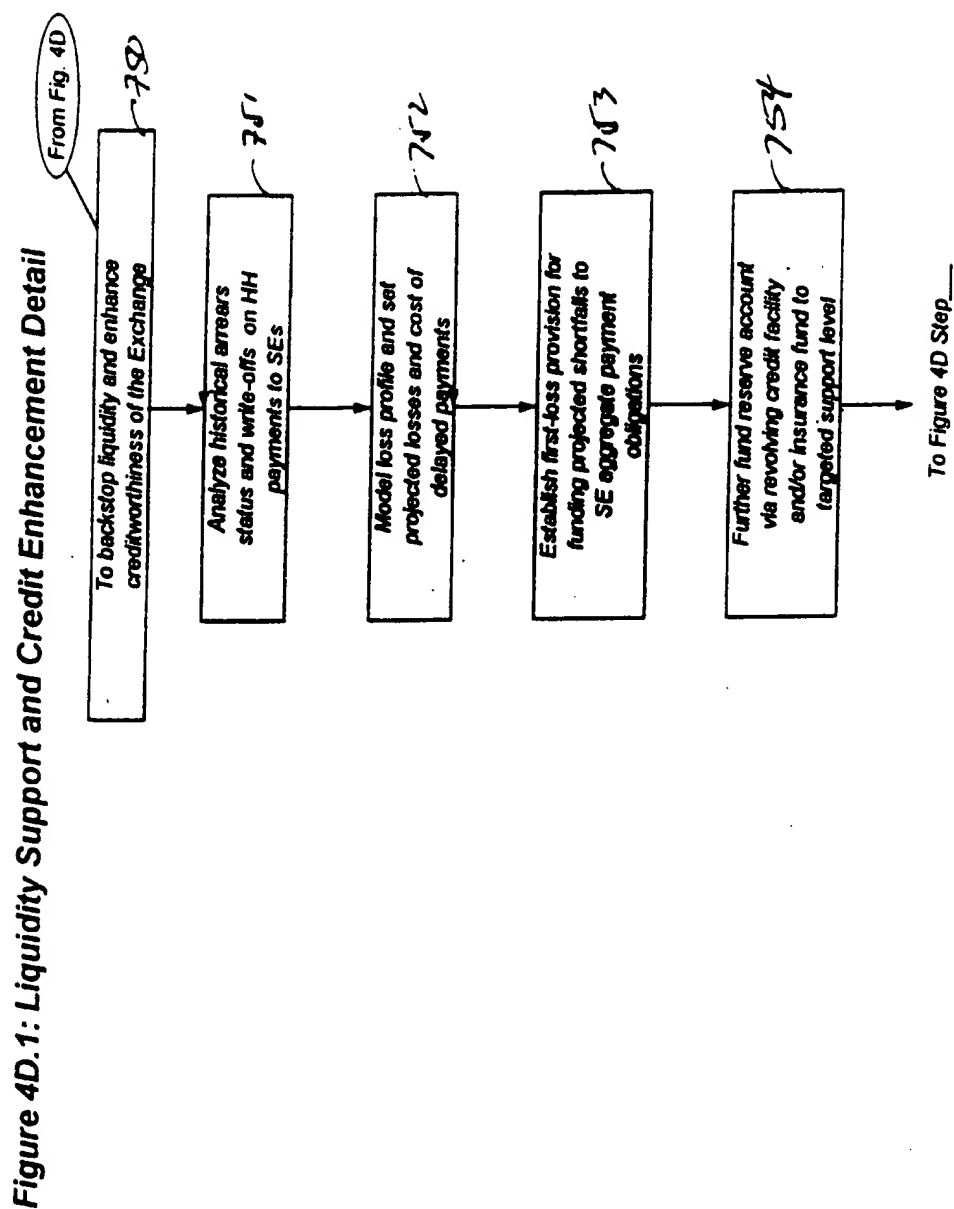 Figure 4D.1: Liquidity Support and Credit Enhancement Detail
From Fig. 4D
To backstop liquidity and enhance
creditworthiness of the Exchange
750
Analyze historical arrears
status and write-offs on HH
payments to SEs
751
Model loss profile and set
projected losses and cost of
delayed payments
752
Establish first-loss provision for
funding projected shortfalls to
SE aggregate payment
obligations
753
Further fund reserve account
via revolving credit facility
and/or insurance fund to
targeted support level
754
To Figure 4D Step__